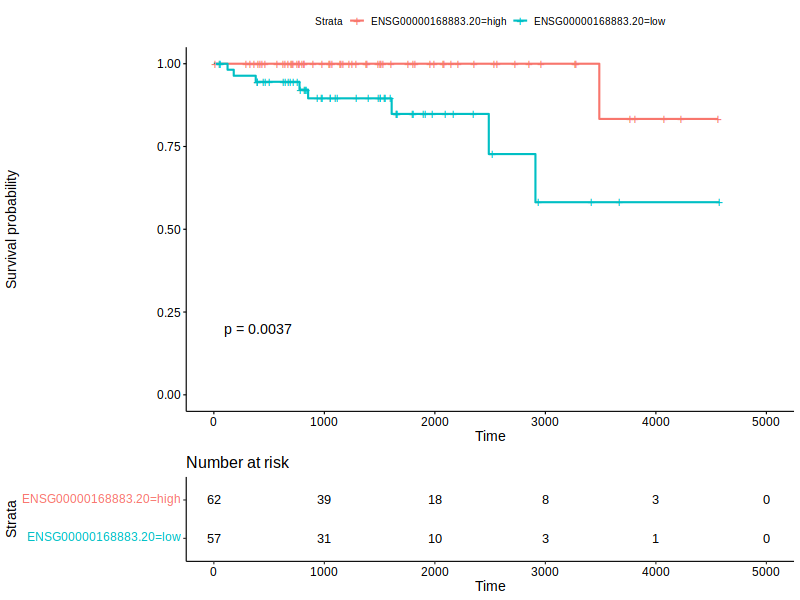 Strata ENSG00000168883.20=high ENSG00000168883.20=low
Survival probability
1.00
0.75
0.50
0.25
0.00
p = 0.0037
0 1000 2000 3000 4000 5000
Time
Number at risk
Strata
ENSG00000168883.20=high 62 39 18 8 3 0
ENSG00000168883.20=low 57 31 10 3 1 0
0 1000 2000 3000 4000 5000
Time